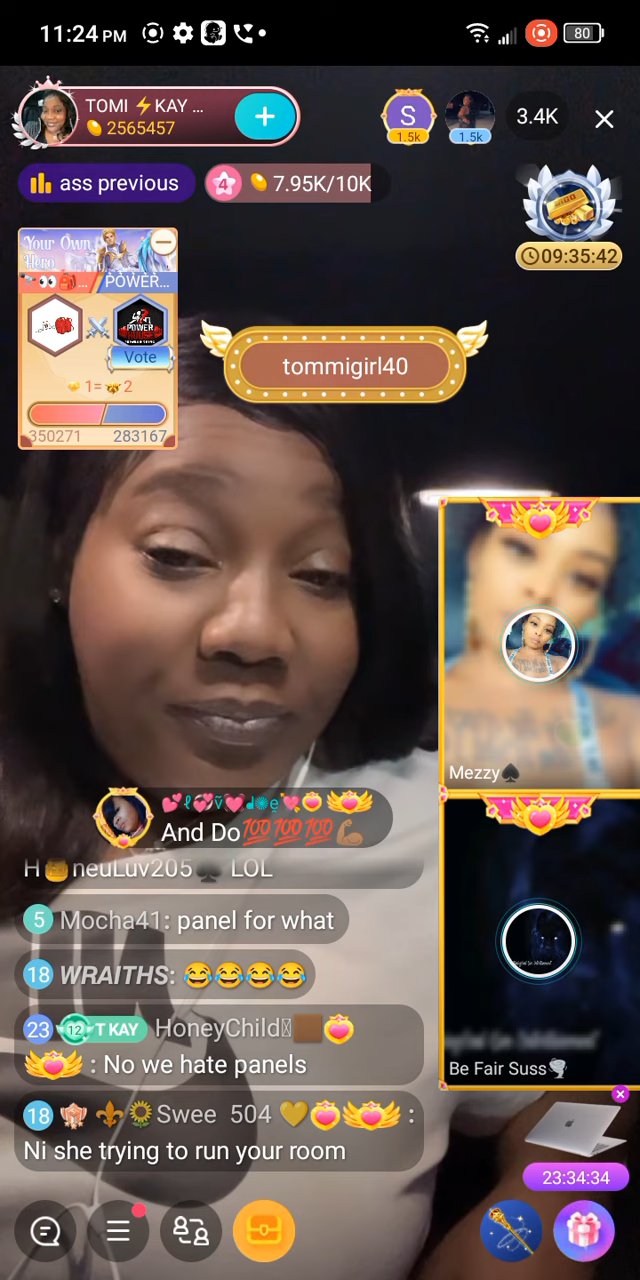 11:24 PM
80
TOMI ⚡KAY ...
2565457
S
1.5k
1.5k
3.4K
ass previous
4
7.95K/10K
09:35:42
Your Own
Hero
👀🎒...
POWER...
POWER
Vote
1= 2
350271
283167
tommigirl40
Mezzy♠
And Do💯💯💯💪🏾
H neuLuv205♠ LOL
5 Mocha41: panel for what
18 WRAITHS: 😂😂😂😂
23 12 T KAY HoneyChild
: No we hate panels
Be Fair Suss🌪
18 ⚜🌻Swee 504 💛 :
Ni she trying to run your room
23:34:34